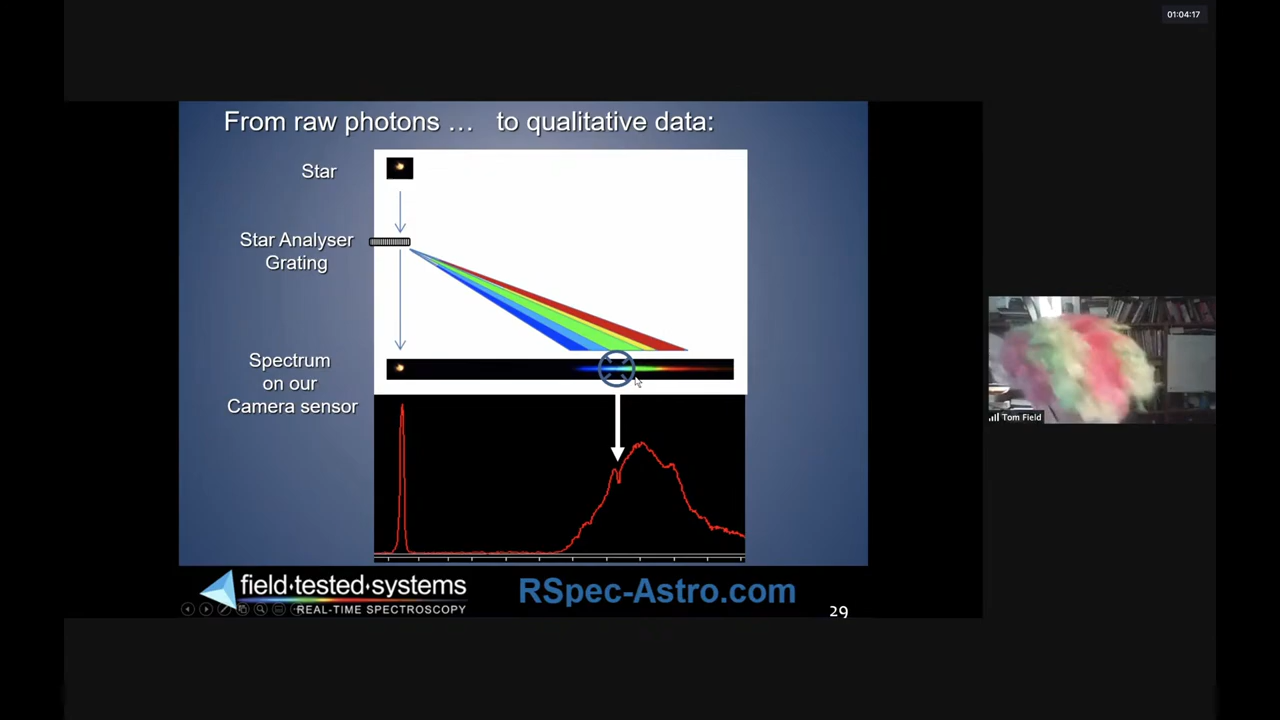 01:04:17
From raw photons … to qualitative data:
Star
Star Analyser
Grating
Spectrum
on our
Camera sensor
Tom Field
field·tested·systems
REAL-TIME SPECTROSCOPY
RSpec-Astro.com
29